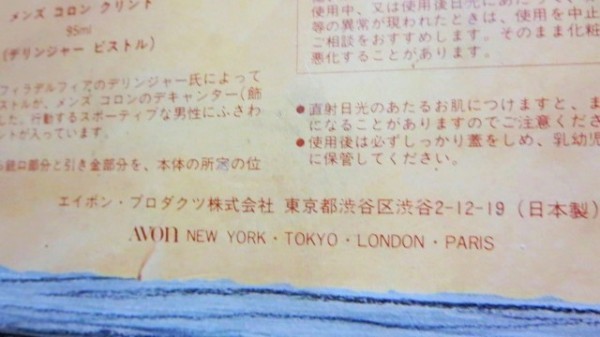 メンズ コロン クリント
95ml
(デリンジャー ピストル)
フィラデルフィアのデリンジャー氏によって
ストルが、メンズ コロンのデキャンター(飾
した。行動するスポーティブな男性にふさわ
ントが入っています。
銃口部分と引き金部分を、本体の所定の位
使用中、又は使用後日光にあたって、
等の異常が現われたときは、使用を中止
ご相談をおすすめします。そのまま化粧
悪化することがあります。
●直射日光のあたるお肌につけますと、ま
になることがありますのでご注意くださ
●使用後は必ずしっかり蓋をしめ、乳幼児
に保管してください。
エイボン・プロダクツ株式会社 東京都渋谷区渋谷2-12-19 (日本製)
AVON NEW YORK・TOKYO・LONDON・PARIS